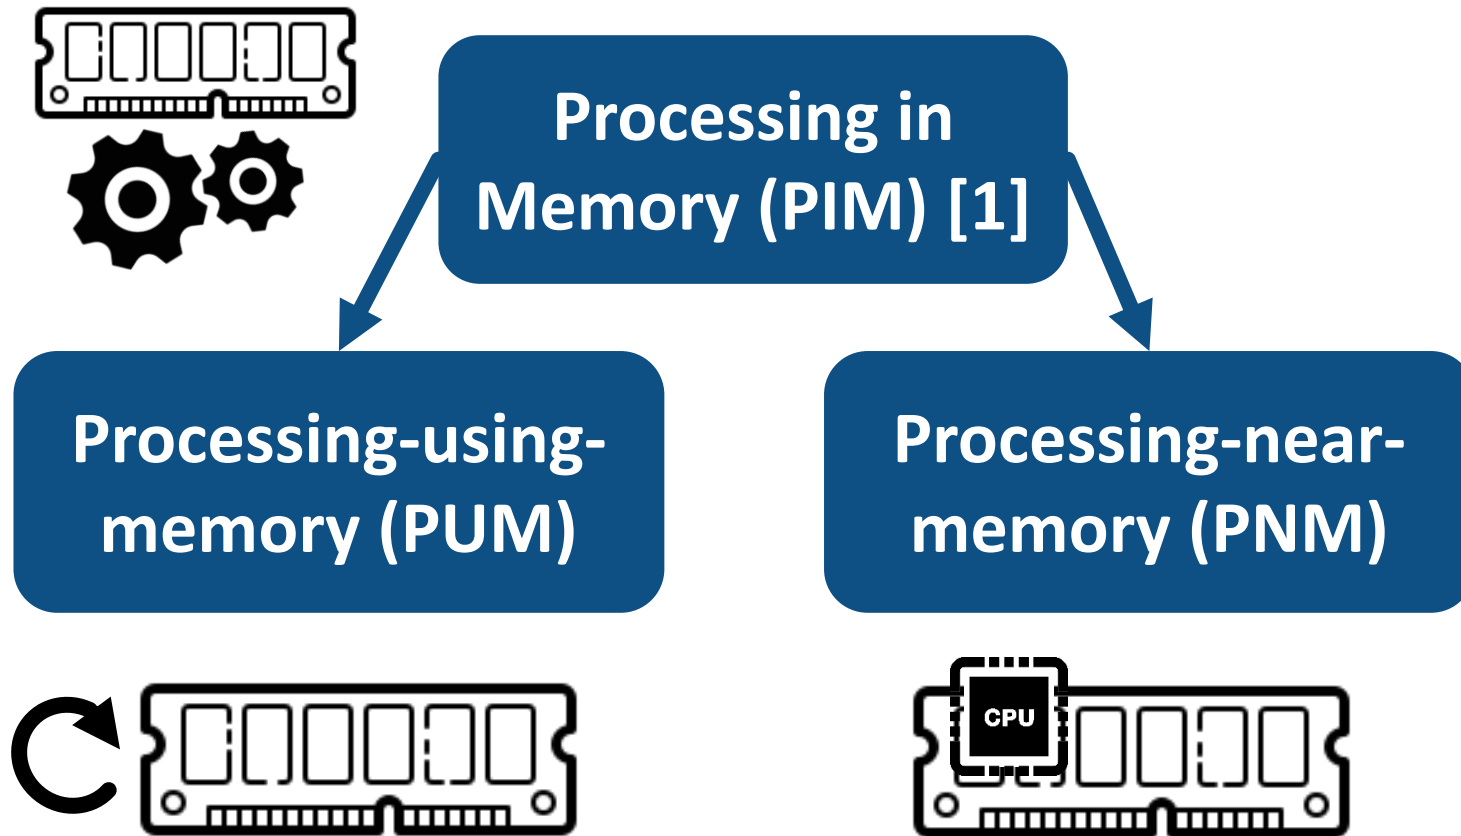 Processing in
Memory (PIM) [1]
Processing-using-
memory (PUM)
Processing-near-
memory (PNM)
CPU